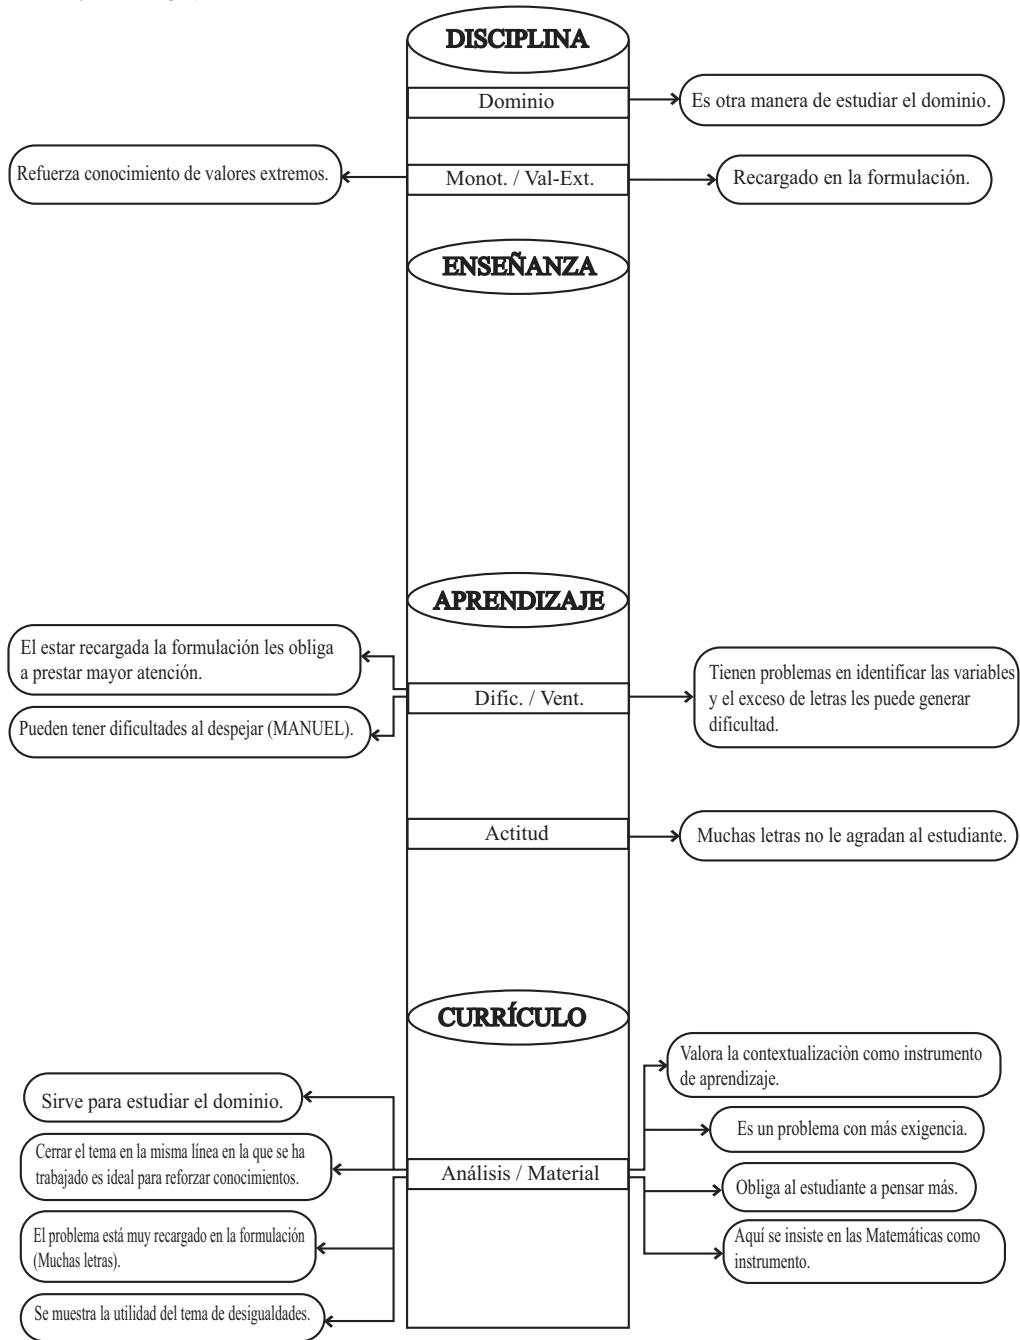 DISCIPLINA
Dominio
Es otra manera de estudiar el dominio.
Refuerza conocimiento de valores extremos.
Monot. / Val-Ext.
Recargado en la formulación.
ENSEÑANZA
APRENDIZAJE
El estar recargada la formulación les obliga
a prestar mayor atención.
Pueden tener dificultades al despejar (MANUEL).
Dific. / Vent.
Tienen problemas en identificar las variables
y el exceso de letras les puede generar
dificultad.
Actitud
Muchas letras no le agradan al estudiante.
CURRÍCULO
Sirve para estudiar el dominio.
Cerrar el tema en la misma línea en la que se ha
trabajado es ideal para reforzar conocimientos.
El problema está muy recargado en la formulación
(Muchas letras).
Se muestra la utilidad del tema de desigualdades.
Análisis / Material
Valora la contextualizaciòn como instrumento
de aprendizaje.
Es un problema con más exigencia.
Obliga al estudiante a pensar más.
Aquí se insiste en las Matemáticas como
instrumento.